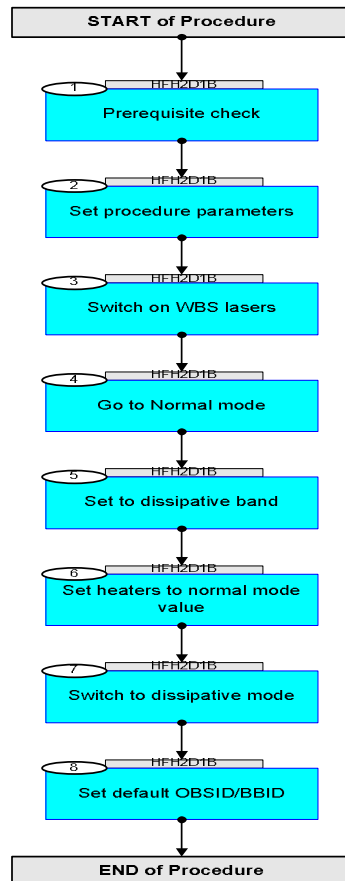 START of Procedure
HFH2D1B
1
Prerequisite check
HFH2D1B
2
Set procedure parameters
HFH2D1B
3
Switch on WBS lasers
HFH2D1B
4
Go to Normal mode
HFH2D1B
5
Set to dissipative band
HFH2D1B
6
Set heaters to normal mode
value
HFH2D1B
7
Switch to dissipative mode
HFH2D1B
8
Set default OBSID/BBID
END of Procedure